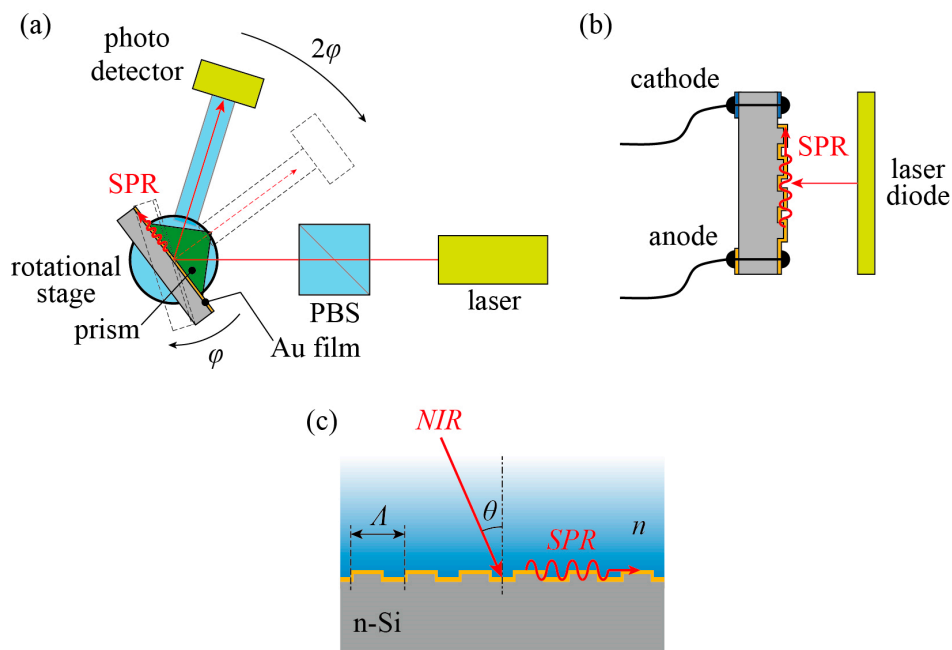 (a)
photo
detector
2φ
SPR
rotational
stage
prism
φ
Au film
PBS
laser
(b)
cathode
SPR
anode
laser
diode
(c)
NIR
θ
n
Λ
SPR
n-Si